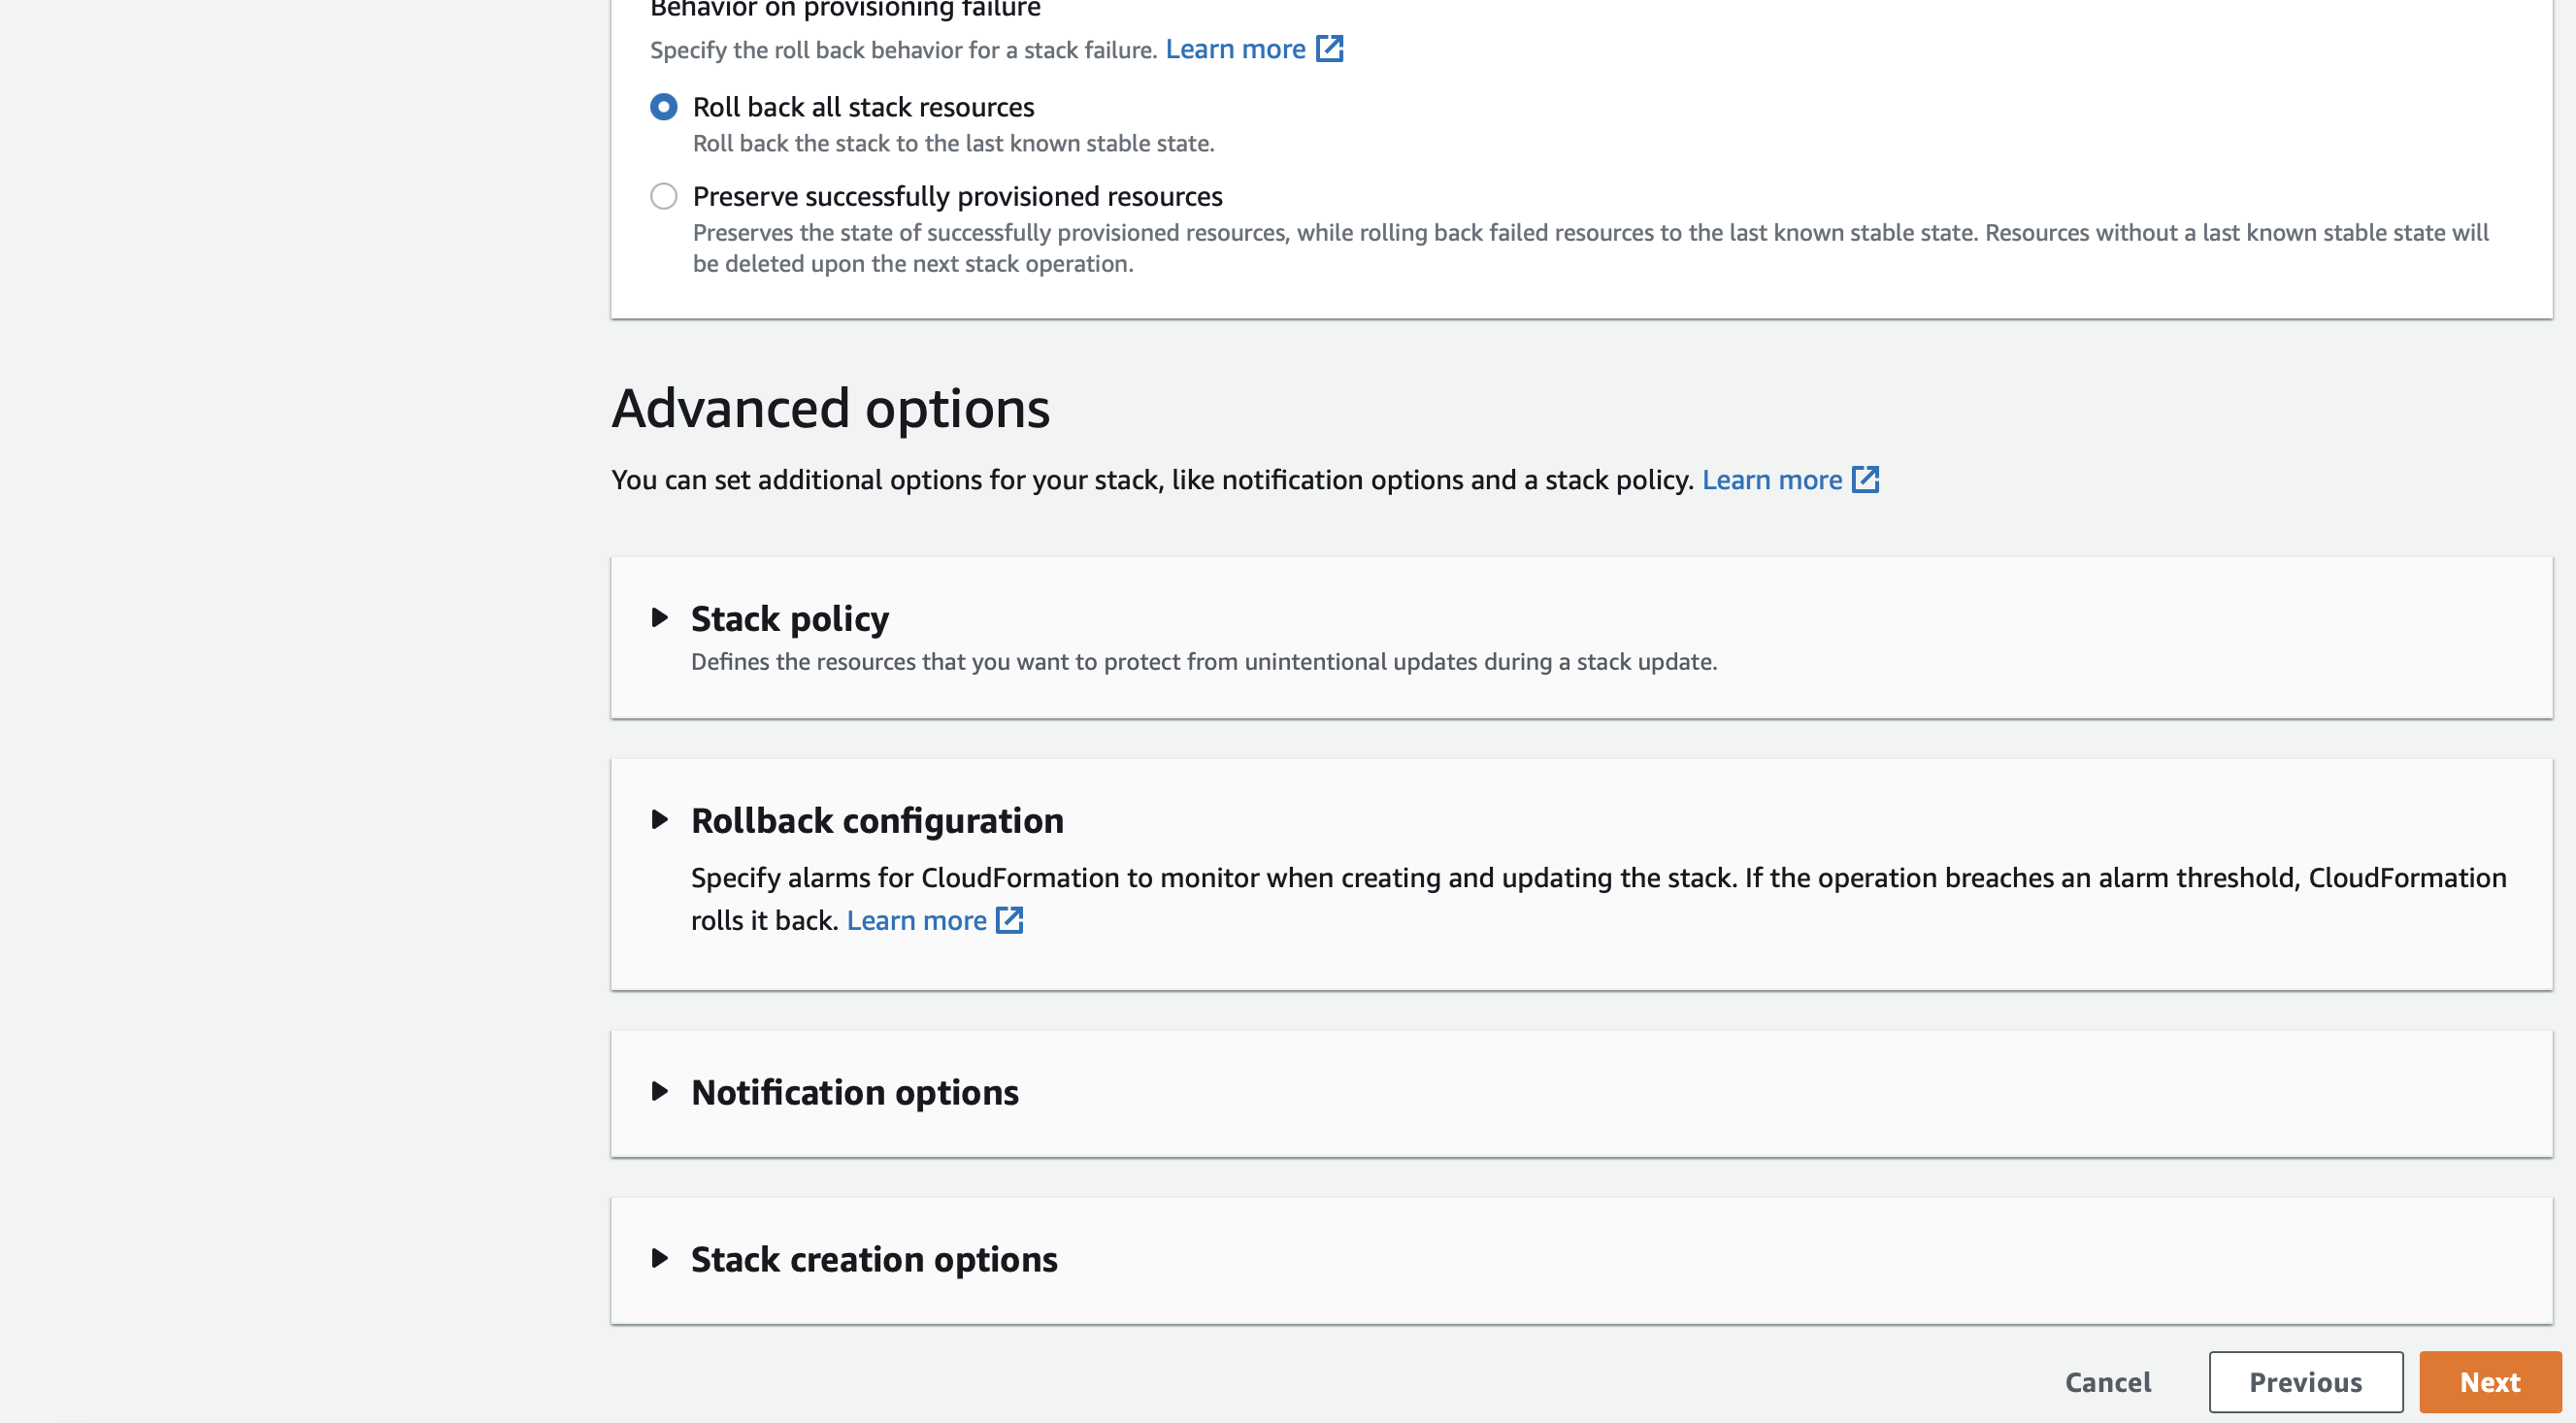 Behavior on provisioning failure
Specify the roll back behavior for a stack failure. Learn more
Roll back all stack resources
Roll back the stack to the last known stable state.
Preserve successfully provisioned resources
Preserves the state of successfully provisioned resources, while rolling back failed resources to the last known stable state. Resources without a last known stable state will
be deleted upon the next stack operation.
Advanced options
You can set additional options for your stack, like notification options and a stack policy. Learn more
Stack policy
Defines the resources that you want to protect from unintentional updates during a stack update.
Rollback configuration
Specify alarms for CloudFormation to monitor when creating and updating the stack. If the operation breaches an alarm threshold, CloudFormation
rolls it back. Learn more
Notification options
Stack creation options
Cancel Previous Next